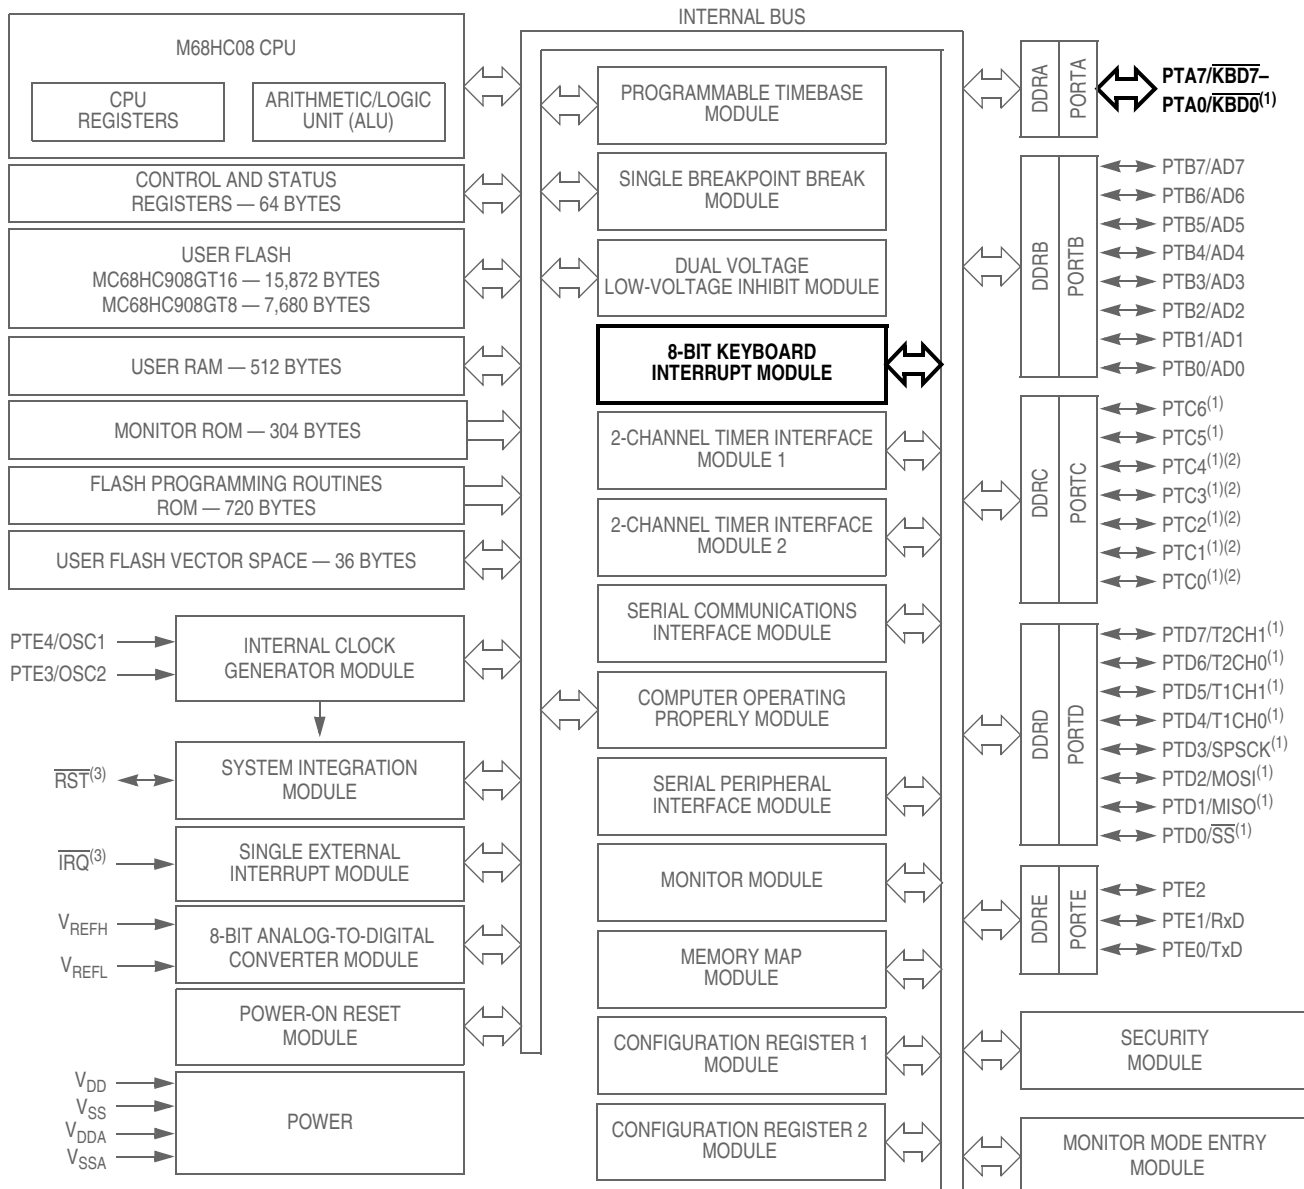 INTERNAL BUS
M68HC08 CPU
CPU
REGISTERS
ARITHMETIC/LOGIC
UNIT (ALU)
CONTROL AND STATUS
REGISTERS — 64 BYTES
USER FLASH
MC68HC908GT16 — 15,872 BYTES
MC68HC908GT8 — 7,680 BYTES
USER RAM — 512 BYTES
MONITOR ROM — 304 BYTES
FLASH PROGRAMMING ROUTINES
ROM — 720 BYTES
USER FLASH VECTOR SPACE — 36 BYTES
PTE4/OSC1
PTE3/OSC2
INTERNAL CLOCK
GENERATOR MODULE
RST(3)
SYSTEM INTEGRATION
MODULE
IRQ(3)
SINGLE EXTERNAL
INTERRUPT MODULE
VREFH
VREFL
8-BIT ANALOG-TO-DIGITAL
CONVERTER MODULE
POWER-ON RESET
MODULE
VDD
VSS
VDDA
VSSA
POWER
PROGRAMMABLE TIMEBASE
MODULE
SINGLE BREAKPOINT BREAK
MODULE
DUAL VOLTAGE
LOW-VOLTAGE INHIBIT MODULE
8-BIT KEYBOARD
INTERRUPT MODULE
2-CHANNEL TIMER INTERFACE
MODULE 1
2-CHANNEL TIMER INTERFACE
MODULE 2
SERIAL COMMUNICATIONS
INTERFACE MODULE
COMPUTER OPERATING
PROPERLY MODULE
SERIAL PERIPHERAL
INTERFACE MODULE
MONITOR MODULE
MEMORY MAP
MODULE
CONFIGURATION REGISTER 1
MODULE
CONFIGURATION REGISTER 2
MODULE
DDRA
PORTA
PTA7/KBD7–
PTA0/KBD0(1)
DDRB
PORTB
PTB7/AD7
PTB6/AD6
PTB5/AD5
PTB4/AD4
PTB3/AD3
PTB2/AD2
PTB1/AD1
PTB0/AD0
DDRC
PORTC
PTC6(1)
PTC5(1)
PTC4(1)(2)
PTC3(1)(2)
PTC2(1)(2)
PTC1(1)(2)
PTC0(1)(2)
DDRD
PORTD
PTD7/T2CH1(1)
PTD6/T2CH0(1)
PTD5/T1CH1(1)
PTD4/T1CH0(1)
PTD3/SPSCK(1)
PTD2/MOSI(1)
PTD1/MISO(1)
PTD0/SS(1)
DDRE
PORTE
PTE2
PTE1/RxD
PTE0/TxD
SECURITY
MODULE
MONITOR MODE ENTRY
MODULE